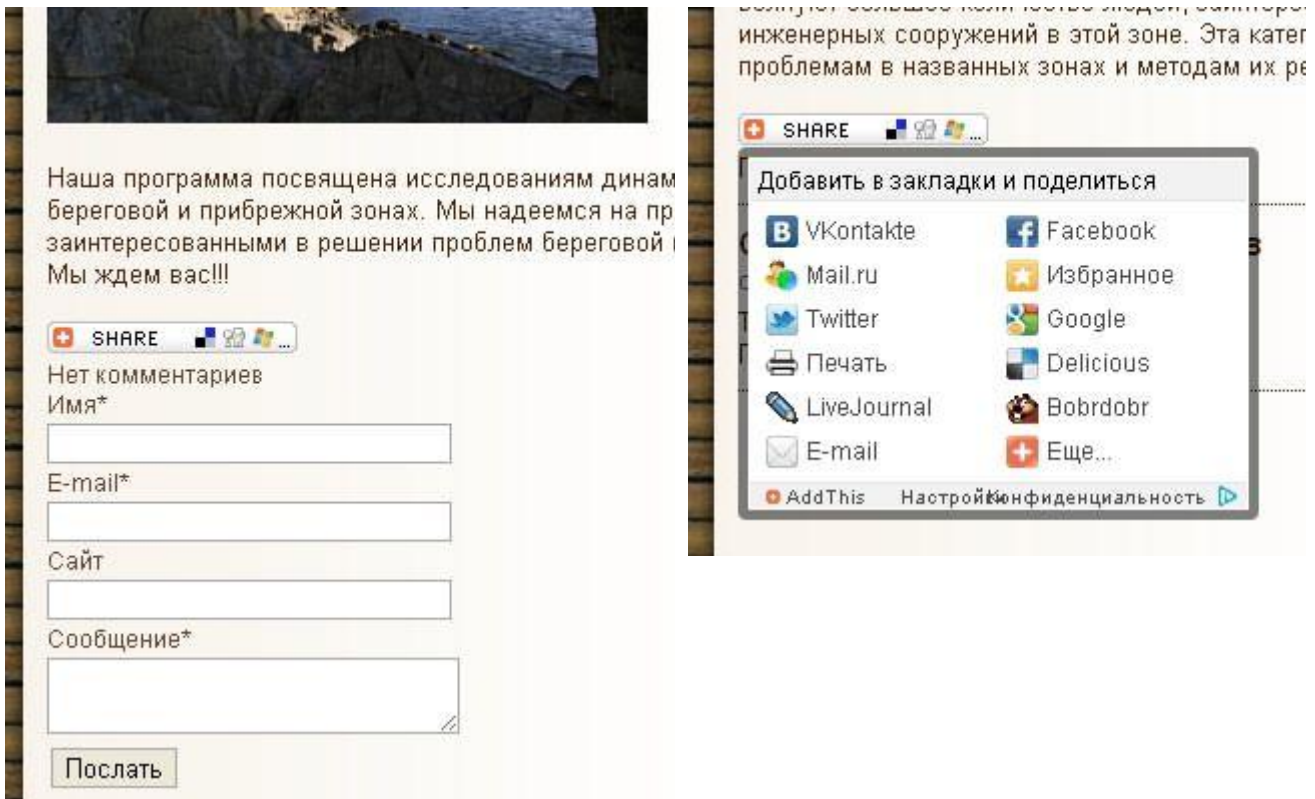 Наша программа посвящена исследованиям динам
береговой и прибрежной зонах. Мы надеемся на пр
заинтересованными в решении проблем береговой
Мы ждем вас!!!
SHARE ...
Нет комментариев
Имя*
E-mail*
Сайт
Сообщение*
Послать
большое количество людей,
инженерных сооружений в этой зоне. Эта катег
проблемам в названных зонах и методам их ре
SHARE ...
Добавить в закладки и поделиться
VKontakte Facebook
Mail.ru Избранное
Twitter Google
Печать Delicious
LiveJournal Bobrdobr
E-mail Еще...
AddThis Настройки Конфиденциальность